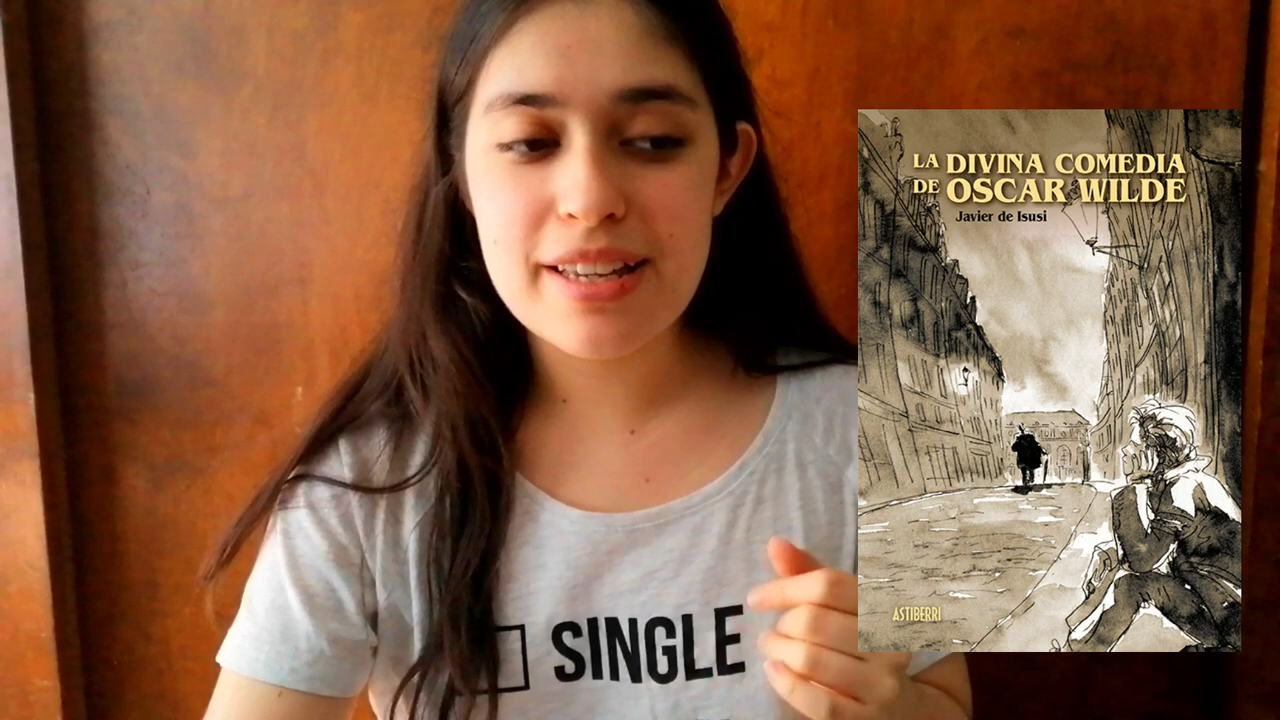 LA DIVINA COMEDIA
DE OSCAR WILDE
Javier de Isusi
ASTIBERRI
SINGLE